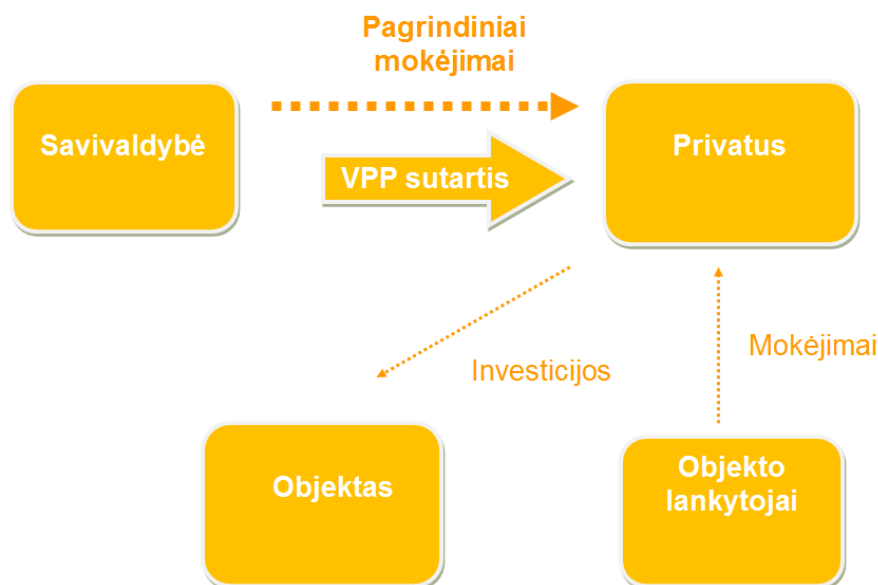 Pagrindiniai
mokėjimai
Savivaldybė
Privatus
VPP sutartis
Mokėjimai
Investicijos
Objektas
Objekto
lankytojai